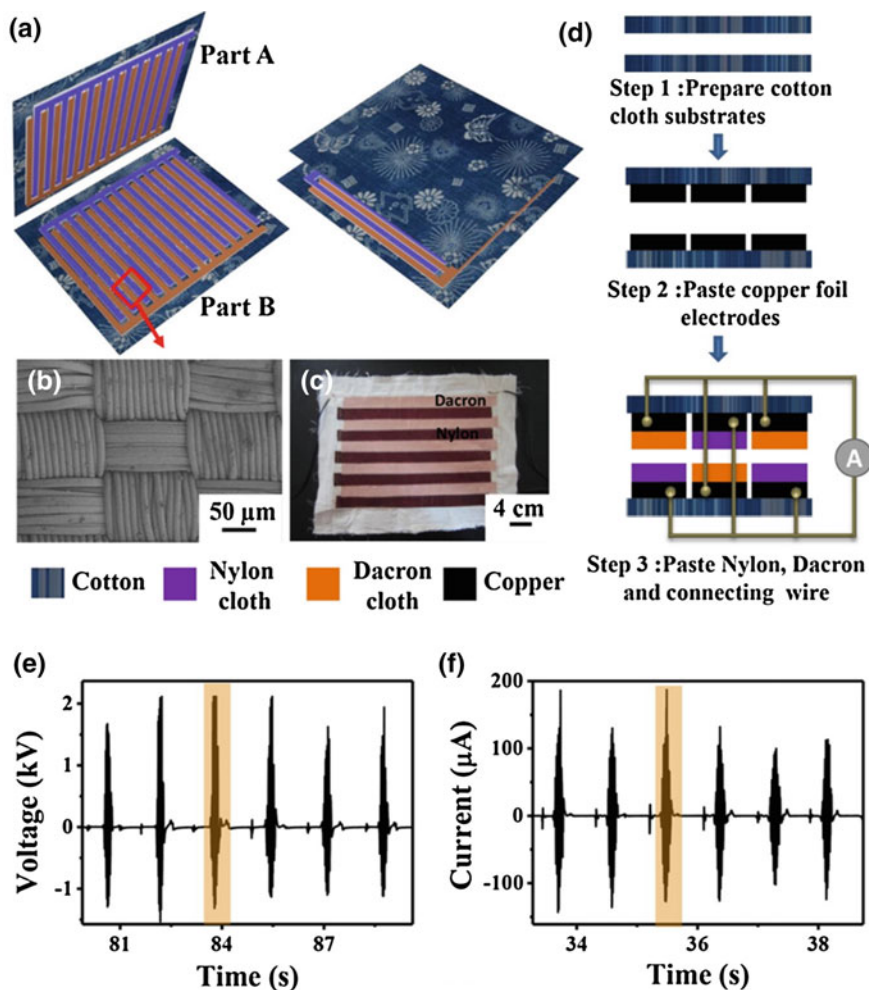 (a)
Part A
Part B
(d)
Step 1 :Prepare cotton
cloth substrates
Step 2 :Paste copper foil
electrodes
A
Step 3 :Paste Nylon, Dacron
and connecting wire
(b)
50 µm
(c)
Dacron
Nylon
4 cm
Cotton
Nylon
cloth
Dacron
cloth
Copper
(e)
Voltage (kV)
2
1
0
-1
81
84
87
Time (s)
(f)
Current (µA)
200
100
0
-100
34
36
38
Time (s)